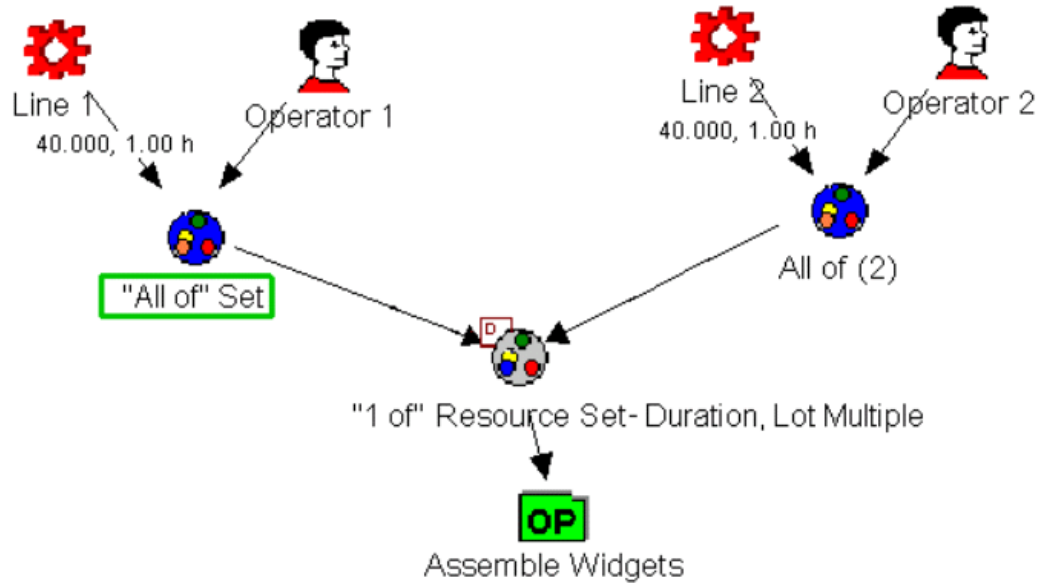 Line 1
Operator 1
Line 2
Operator 2
40.000, 1.00 h
40.000, 1.00 h
"All of" Set
All of (2)
D
"1 of" Resource Set- Duration, Lot Multiple
OP
Assemble Widgets